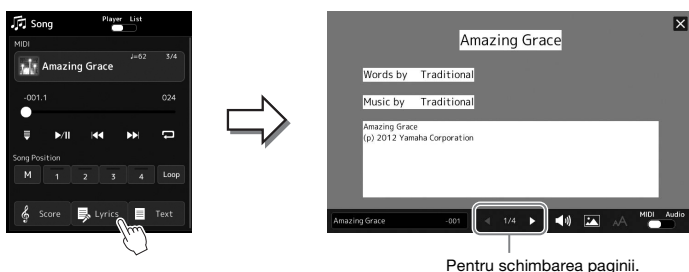 Song
Player List
MIDI
Amazing Grace
♩=62 3/4
-001.1 024
Song Position
M 1 2 3 4 Loop
Score Lyrics Text
Amazing Grace
Words by Traditional
Music by Traditional
Amazing Grace
(p) 2012 Yamaha Corporation
Amazing Grace -001 1/4 AA MIDI Audio
Pentru schimbarea paginii.